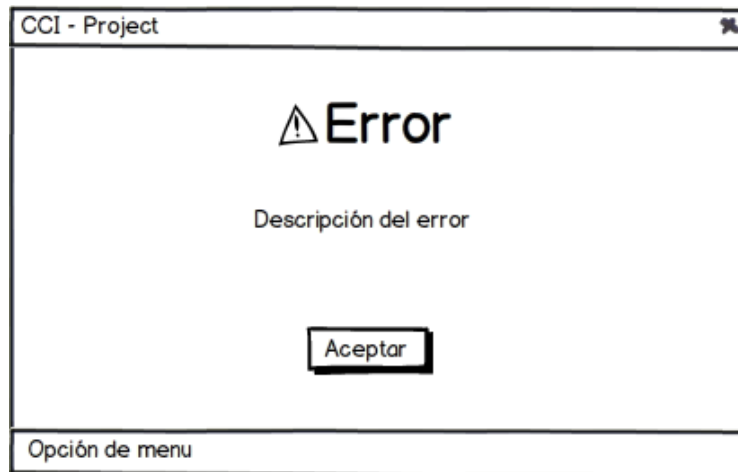 CCI - Project
Error
Descripción del error
Aceptar
Opción de menu